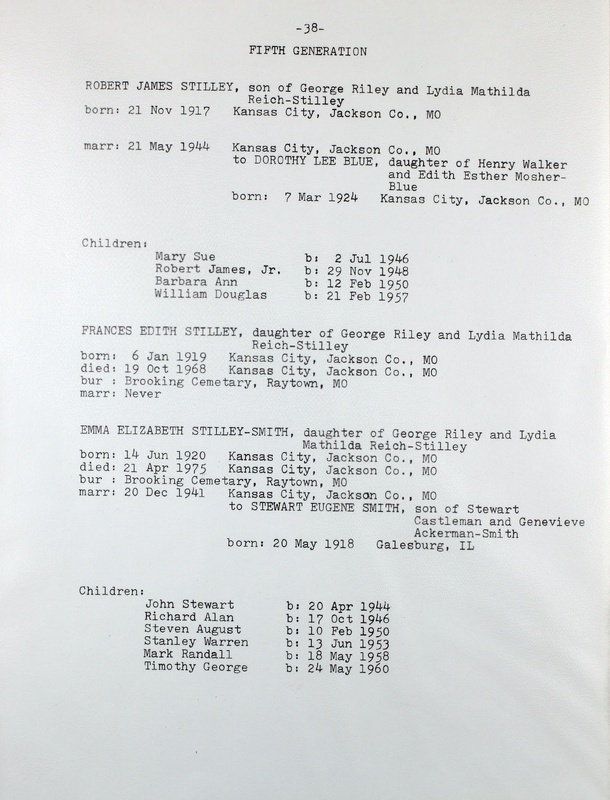 -38-
FIFTH GENERATION
ROBERT JAMES STILLEY, son of George Riley and Lydia Mathilda
Reich-Stilley
born: 21 Nov 1917 Kansas City, Jackson Co., MO
marr: 21 May 1944 Kansas City, Jackson Co., MO
to DOROTHY LEE BLUE, daughter of Henry Walker
and Edith Esther Mosher-
Blue
born: 7 Mar 1924 Kansas City, Jackson Co., MO
Children:
Mary Sue b: 2 Jul 1946
Robert James, Jr. b: 29 Nov 1948
Barbara Ann b: 12 Feb 1950
William Douglas b: 21 Feb 1957
FRANCES EDITH STILLEY, daughter of George Riley and Lydia Mathilda
Reich-Stilley
born: 6 Jan 1919 Kansas City, Jackson Co., MO
died: 19 Oct 1968 Kansas City, Jackson Co., MO
bur : Brooking Cemetary, Raytown, MO
marr: Never
EMMA ELIZABETH STILLEY-SMITH, daughter of George Riley and Lydia
Mathilda Reich-Stilley
born: 14 Jun 1920 Kansas City, Jackson Co., MO
died: 21 Apr 1975 Kansas City, Jackson Co., MO
bur : Brooking Cemetary, Raytown, MO
marr: 20 Dec 1941 Kansas City, Jackson Co., MO
to STEWART EUGENE SMITH, son of Stewart
Castleman and Genevieve
Ackerman-Smith
born: 20 May 1918 Galesburg, IL
Children:
John Stewart b: 20 Apr 1944
Richard Alan b: 17 Oct 1946
Steven August b: 10 Feb 1950
Stanley Warren b: 13 Jun 1953
Mark Randall b: 18 May 1958
Timothy George b: 24 May 1960